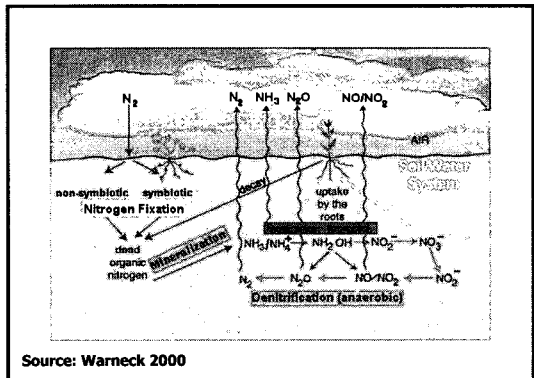 N₂
N₂ NH₃ N₂O NO/NO₂
AIR
Soil-Water
System
non-symbiotic symbiotic
Nitrogen Fixation
decay
uptake
by the
roots
dead
organic
nitrogen
Mineralization
NH₃/NH₄⁺ NH₂OH NO₂⁻ NO₃⁻
N₂ N₂O NO/NO₂ NO₂⁻
Denitrification (anaerobic)
Source: Warneck 2000